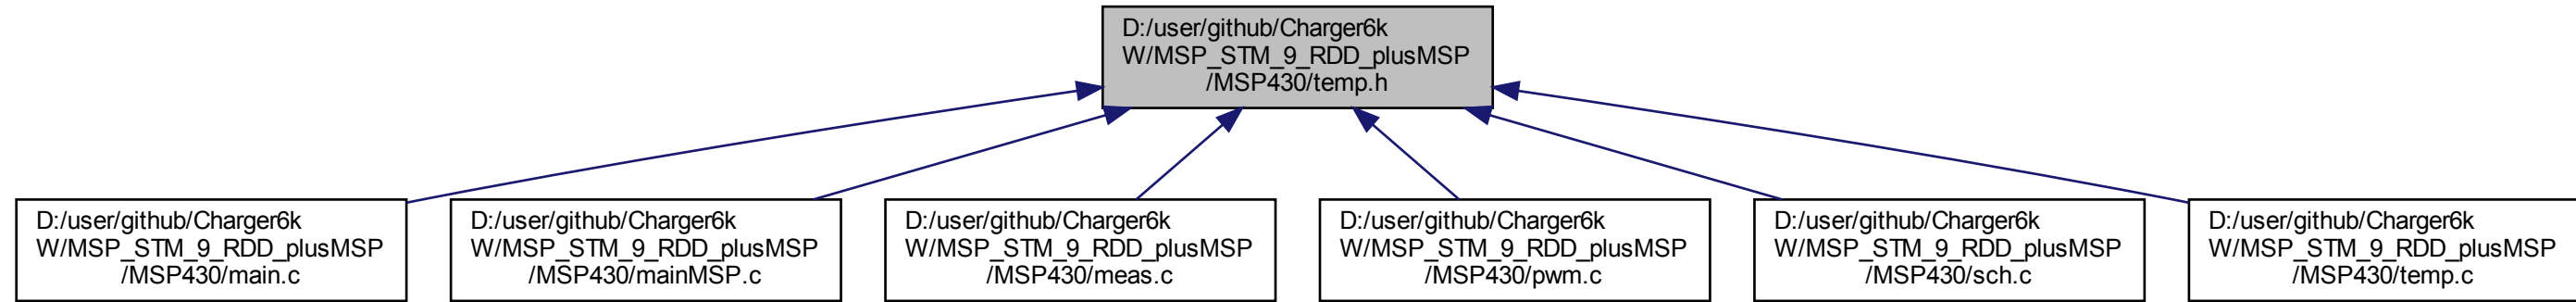 D:/user/github/Charger6k
W/MSP_STM_9_RDD_plusMSP
/MSP430/temp.h
D:/user/github/Charger6k
W/MSP_STM_9_RDD_plusMSP
/MSP430/main.c
D:/user/github/Charger6k
W/MSP_STM_9_RDD_plusMSP
/MSP430/mainMSP.c
D:/user/github/Charger6k
W/MSP_STM_9_RDD_plusMSP
/MSP430/meas.c
D:/user/github/Charger6k
W/MSP_STM_9_RDD_plusMSP
/MSP430/pwm.c
D:/user/github/Charger6k
W/MSP_STM_9_RDD_plusMSP
/MSP430/sch.c
D:/user/github/Charger6k
W/MSP_STM_9_RDD_plusMSP
/MSP430/temp.c